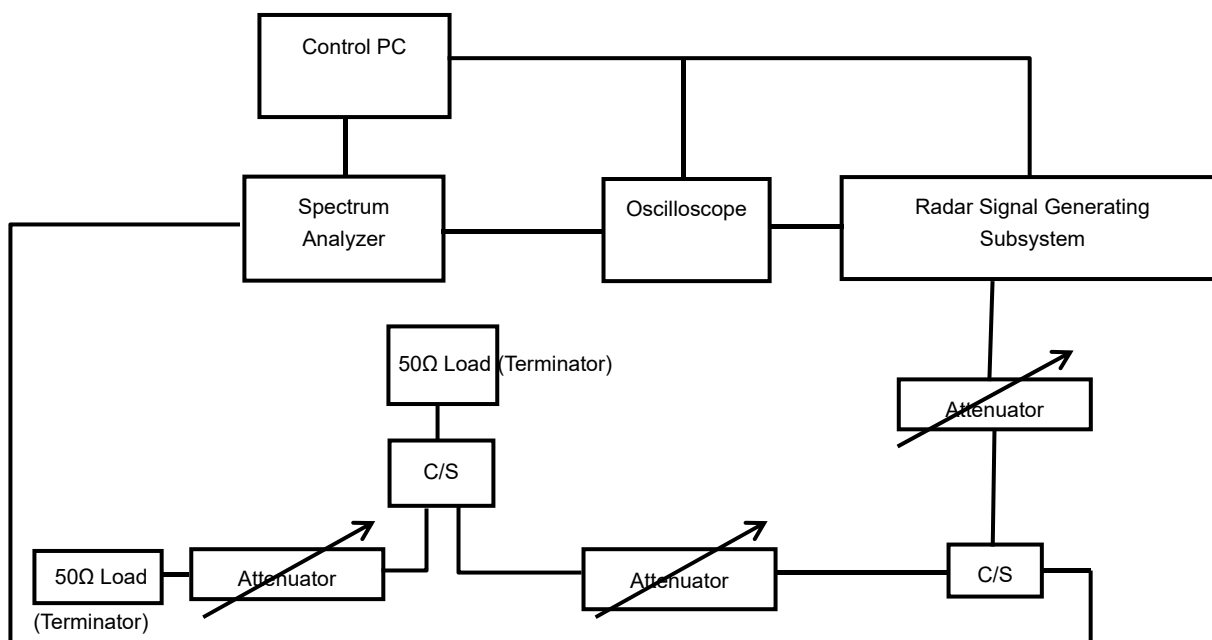 Control PC
Spectrum
Analyzer
Oscilloscope
Radar Signal Generating
Subsystem
50Ω Load (Terminator)
Attenuator
C/S
50Ω Load
(Terminator)
Attenuator
Attenuator
C/S